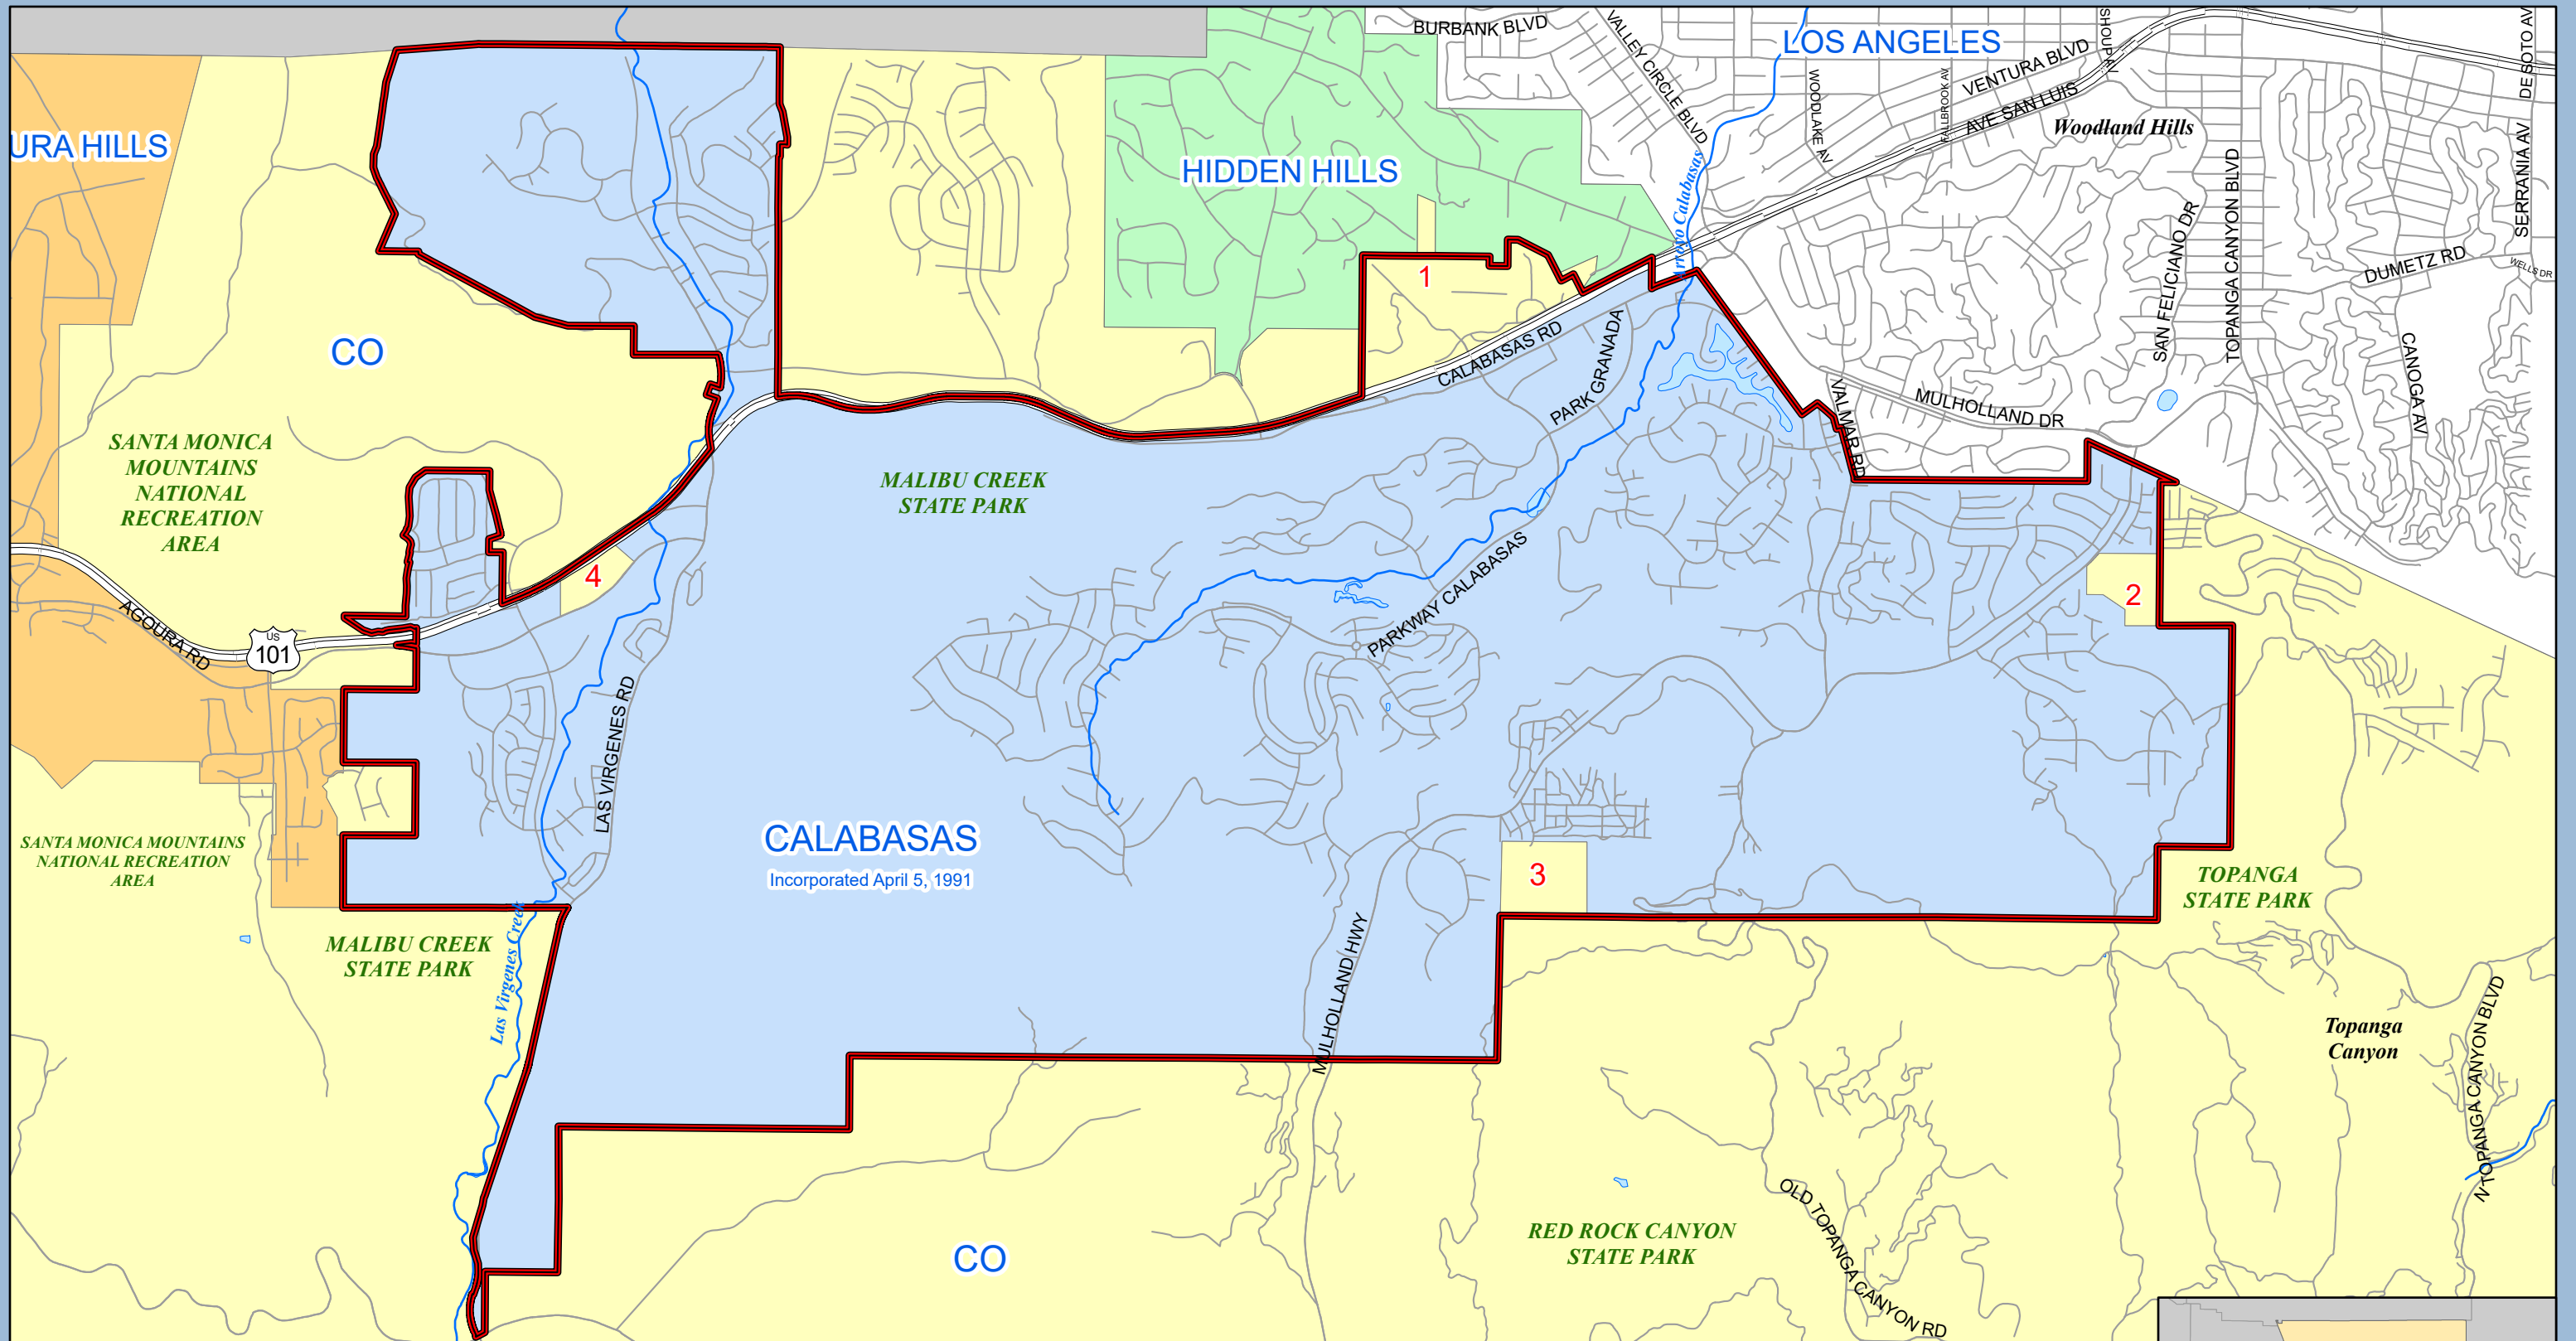 BURBANK BLVD
VALLEY CIRCLE BLVD
LOS ANGELES
VENTURA BLVD
AVE SAN LUIS
SHOUP AV
DE SOTO AV
WOODLAKE AV
FALLBROOK AV
Woodland Hills
URA HILLS
HIDDEN HILLS
Arroyo Calabasas
SERRANIA AV
TOPANGA CANYON BLVD
SAN FELICIANO DR
DUMETZ RD
WELLS DR
1
CO
CALABASAS RD
PARK GRANADA
VALMAR RD
MULHOLLAND DR
CANOGA AV
SANTA MONICA
MOUNTAINS
NATIONAL
RECREATION
AREA
MALIBU CREEK
STATE PARK
4
2
PARKWAY CALABASAS
AGOURA RD
US
101
LAS VIRGENES RD
CALABASAS
Incorporated April 5, 1991
SANTA MONICA MOUNTAINS
NATIONAL RECREATION
AREA
3
TOPANGA
STATE PARK
MALIBU CREEK
STATE PARK
Las Virgenes Creek
MULHOLLAND HWY
Topanga
Canyon
N TOPANGA CANYON BLVD
RED ROCK CANYON
STATE PARK
OLD TOPANGA CANYON RD
CO